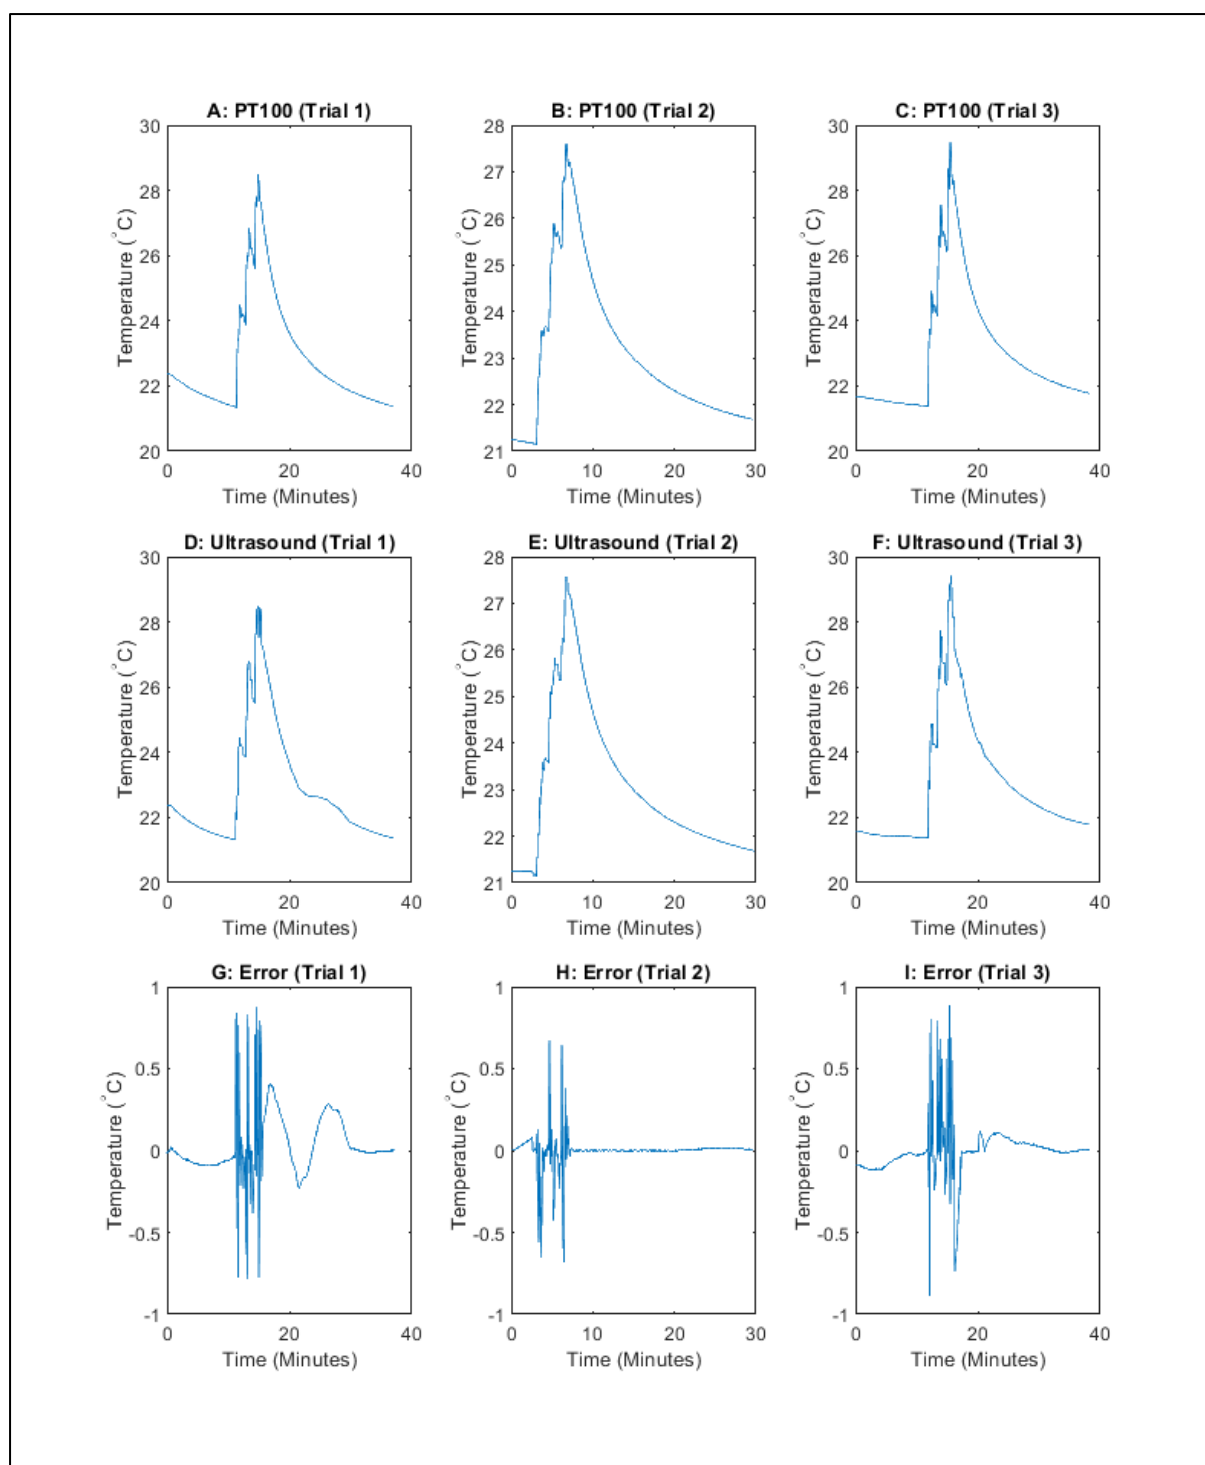 A: PT100 (Trial 1)
30
28
26
24
22
20
Temperature (°C)
0 20 40
Time (Minutes)
B: PT100 (Trial 2)
28
27
26
25
24
23
22
21
Temperature (°C)
0 10 20 30
Time (Minutes)
C: PT100 (Trial 3)
30
28
26
24
22
20
Temperature (°C)
0 20 40
Time (Minutes)
D: Ultrasound (Trial 1)
30
28
26
24
22
20
Temperature (°C)
0 20 40
Time (Minutes)
E: Ultrasound (Trial 2)
28
27
26
25
24
23
22
21
Temperature (°C)
0 10 20 30
Time (Minutes)
F: Ultrasound (Trial 3)
30
28
26
24
22
20
Temperature (°C)
0 20 40
Time (Minutes)
G: Error (Trial 1)
1
0.5
0
-0.5
-1
Temperature (°C)
0 20 40
Time (Minutes)
H: Error (Trial 2)
1
0.5
0
-0.5
-1
Temperature (°C)
0 10 20 30
Time (Minutes)
I: Error (Trial 3)
1
0.5
0
-0.5
-1
Temperature (°C)
0 20 40
Time (Minutes)